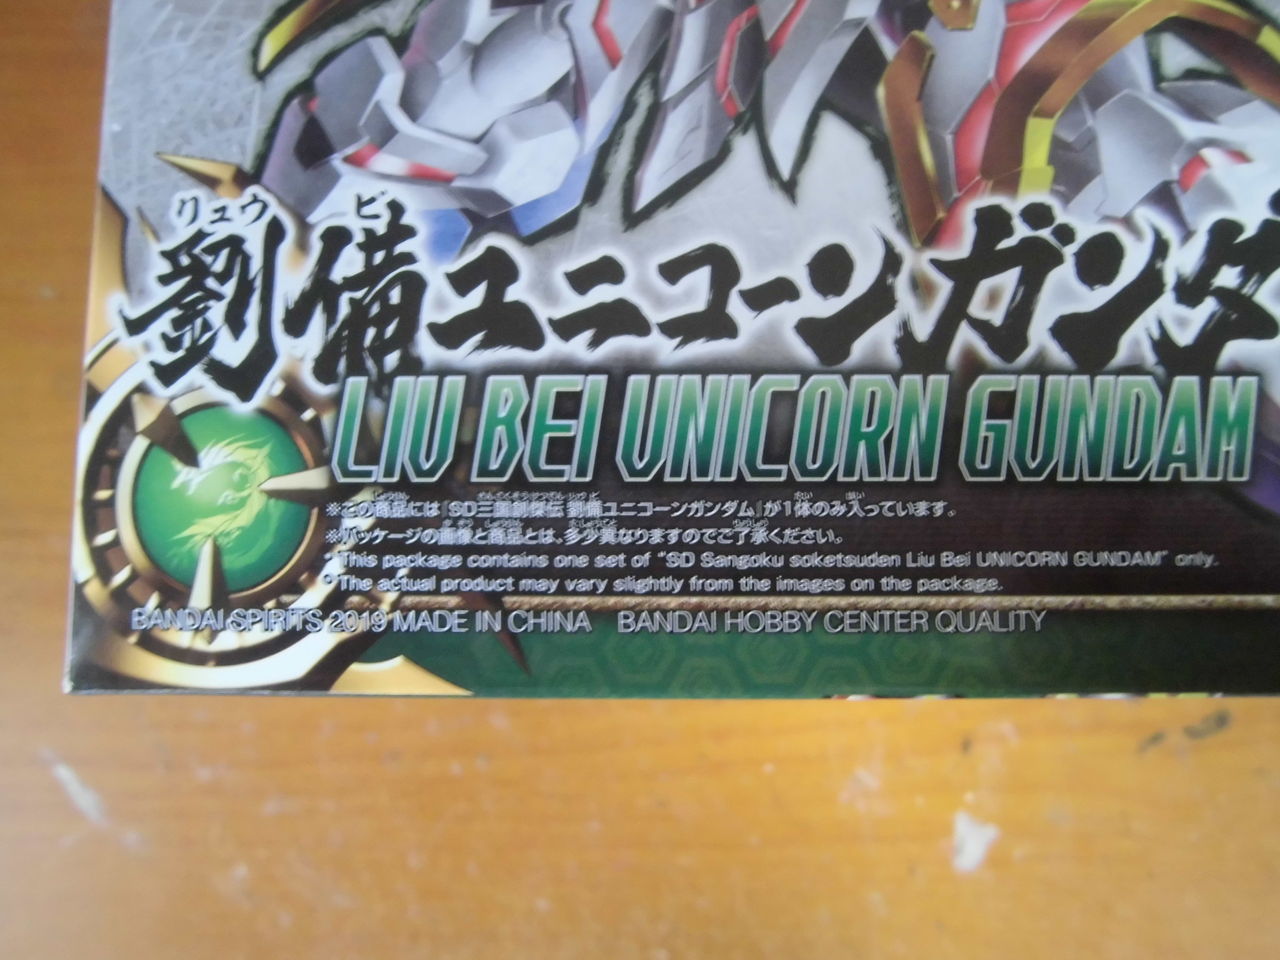 リュウ ビ
劉備ユニコーンガンダ
LIU BEI UNICORN GUNDAM
※この商品には「SD三国創傑伝 劉備ユニコーンガンダム」が1体のみ入っています。
※パッケージの画像と商品とは、多少異なりますのでご了承ください。
*This package contains one set of "SD Sangoku soketsuden Liu Bei UNICORN GUNDAM" only.
*The actual product may vary slightly from the images on the package.
BANDAI SPIRITS 2019 MADE IN CHINA BANDAI HOBBY CENTER QUALITY